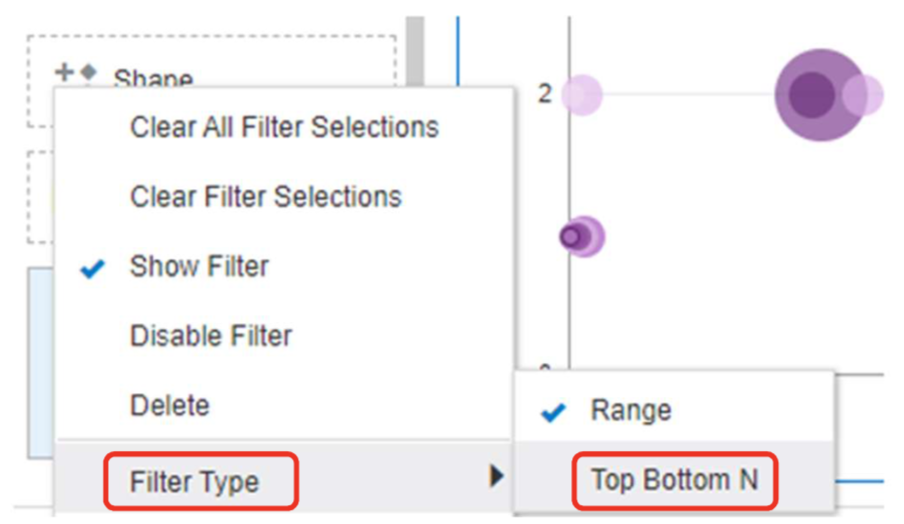 Shape
2
Clear All Filter Selections
Clear Filter Selections
Show Filter
Disable Filter
Delete
Range
Filter Type
Top Bottom N